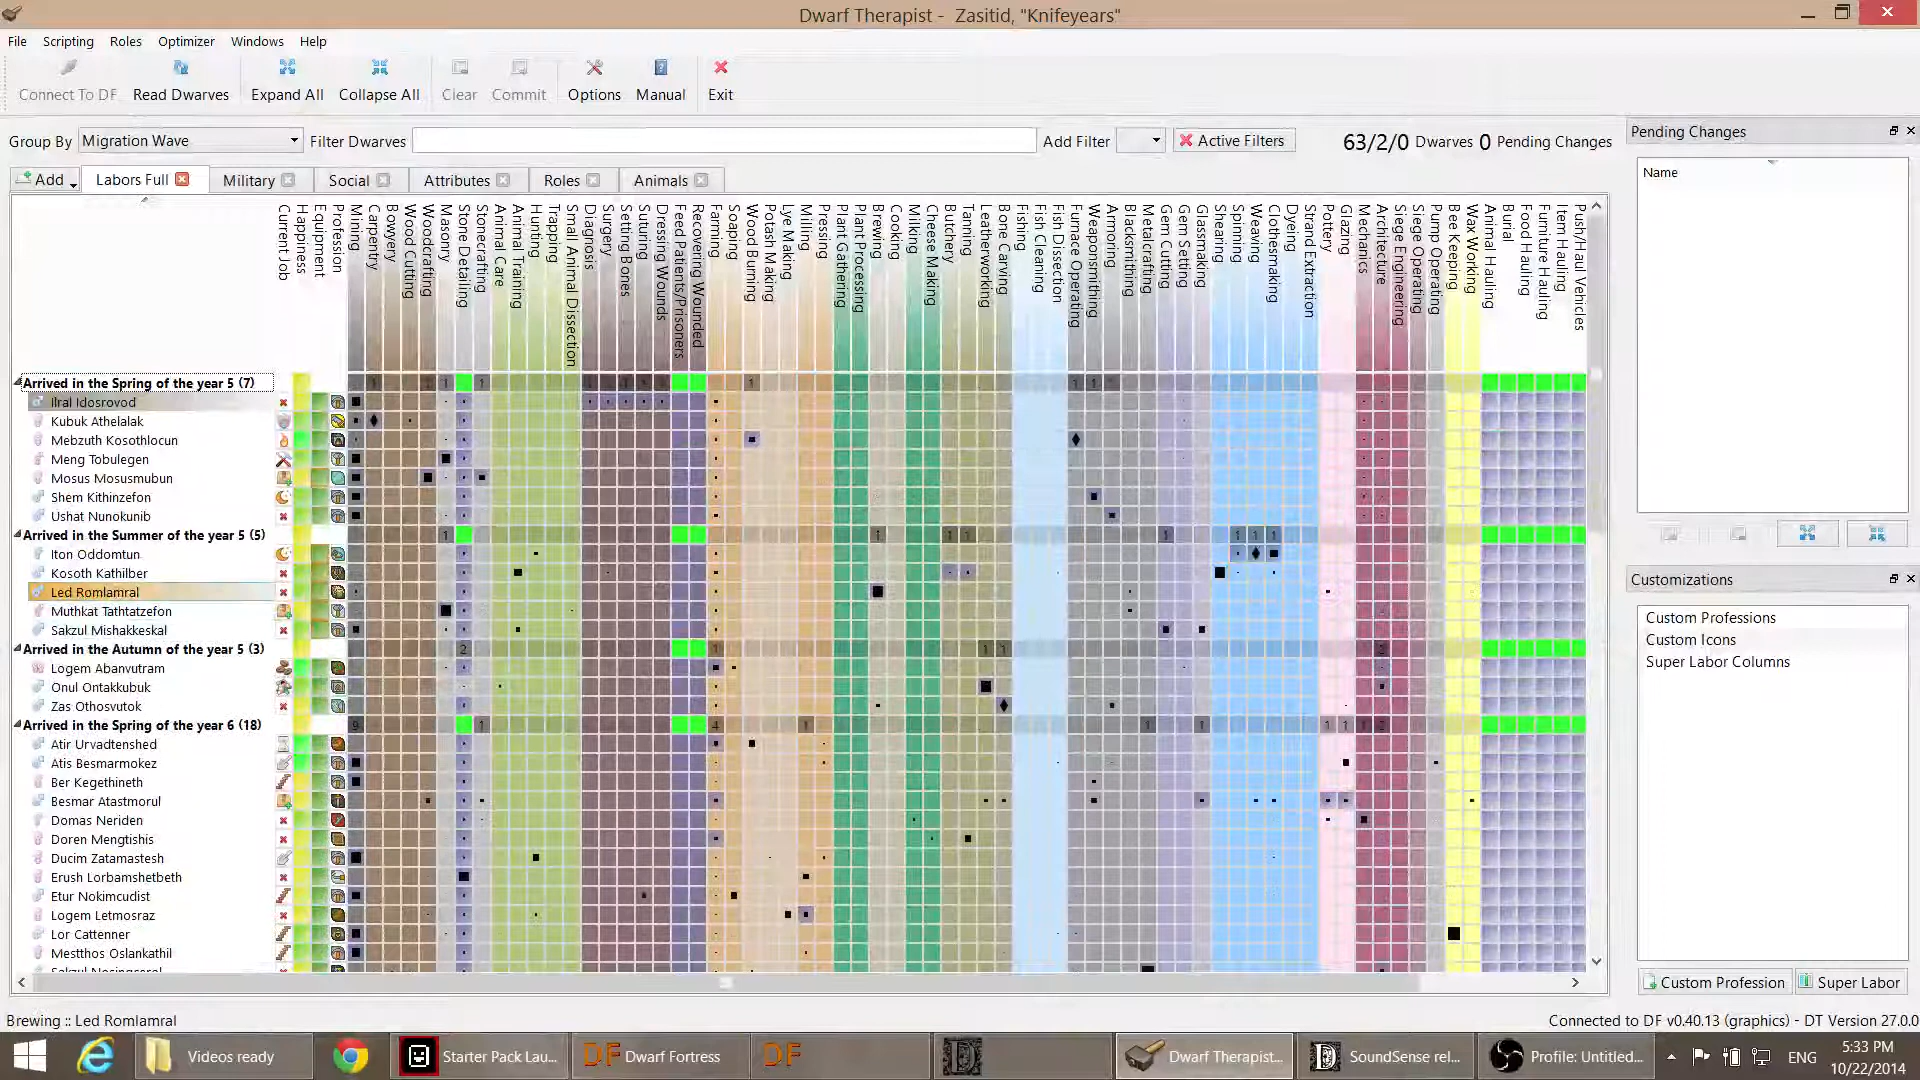 Dwarf Therapist - Zasitid, "Knifeyears"
File Scripting Roles Optimizer Windows Help
Connect To DF Read Dwarves Expand All Collapse All Clear Commit Options Manual Exit
Group By Migration Wave Filter Dwarves Add Filter Active Filters 63/2/0 Dwarves 0 Pending Changes
Add Labors Full Military Social Attributes Roles Animals
Current Job
Happiness
Equipment
Profession
Mining
Carpentry
Bowyery
Wood Cutting
Woodcrafting
Masonry
Stone Detailing
Stonecrafting
Animal Care
Animal Training
Hunting
Trapping
Small Animal Dissection
Diagnosis
Surgery
Setting Bones
Suturing
Dressing Wounds
Feed Patients/Prisoners
Recovering Wounded
Farming
Soaping
Wood Burning
Potash Making
Lye Making
Milling
Pressing
Plant Gathering
Plant Processing
Brewing
Cooking
Milking
Cheese Making
Butchery
Tanning
Leatherworking
Bone Carving
Fishing
Fish Cleaning
Fish Dissection
Furnace Operating
Weaponsmithing
Armoring
Blacksmithing
Metalcrafting
Gem Cutting
Gem Setting
Glassmaking
Shearing
Spinning
Weaving
Clothesmaking
Dyeing
Strand Extraction
Pottery
Glazing
Mechanics
Architecture
Siege Engineering
Siege Operating
Pump Operating
Bee Keeping
Wax Working
Animal Hauling
Burial
Food Hauling
Furniture Hauling
Item Hauling
Push/Haul Vehicles
Arrived in the Spring of the year 5 (7)
Ilral Idosrovod
Kubuk Athelalak
Mebzuth Kosothlocun
Meng Tobulegen
Mosus Mosusmubun
Shem Kithinzefon
Ushat Nunokunib
Arrived in the Summer of the year 5 (5) 1 1 1 1 1 1 1 1
Iton Oddomtun
Kosoth Kathilber
Led Romlamral
Muthkat Tathtatzefon
Sakzul Mishakkeskal
Arrived in the Autumn of the year 5 (3)
Logem Abanvutram
Onul Ontakkubuk
Zas Othosvutok
Arrived in the Spring of the year 6 (18)
Atir Urvadtenshed
Atis Besmarmokez
Ber Kegethineth
Besmar Atastmorul
Domas Neriden
Doren Mengtishis
Ducim Zatamastesh
Erush Lorbamshetbeth
Etur Nokimcudist
Logem Letmosraz
Lor Cattenner
Mestthos Oslankathil
Pending Changes
Name
Customizations
Custom Professions
Custom Icons
Super Labor Columns
Custom Profession Super Labor
Brewing :: Led Romlamral Connected to DF v0.40.13 (graphics) - DT Version 27.0.0
Videos ready Starter Pack Lau... DF Dwarf Fortress DF Dwarf Therapist... SoundSense rel... Profile: Untitled... ENG 5:33 PM
10/22/2014